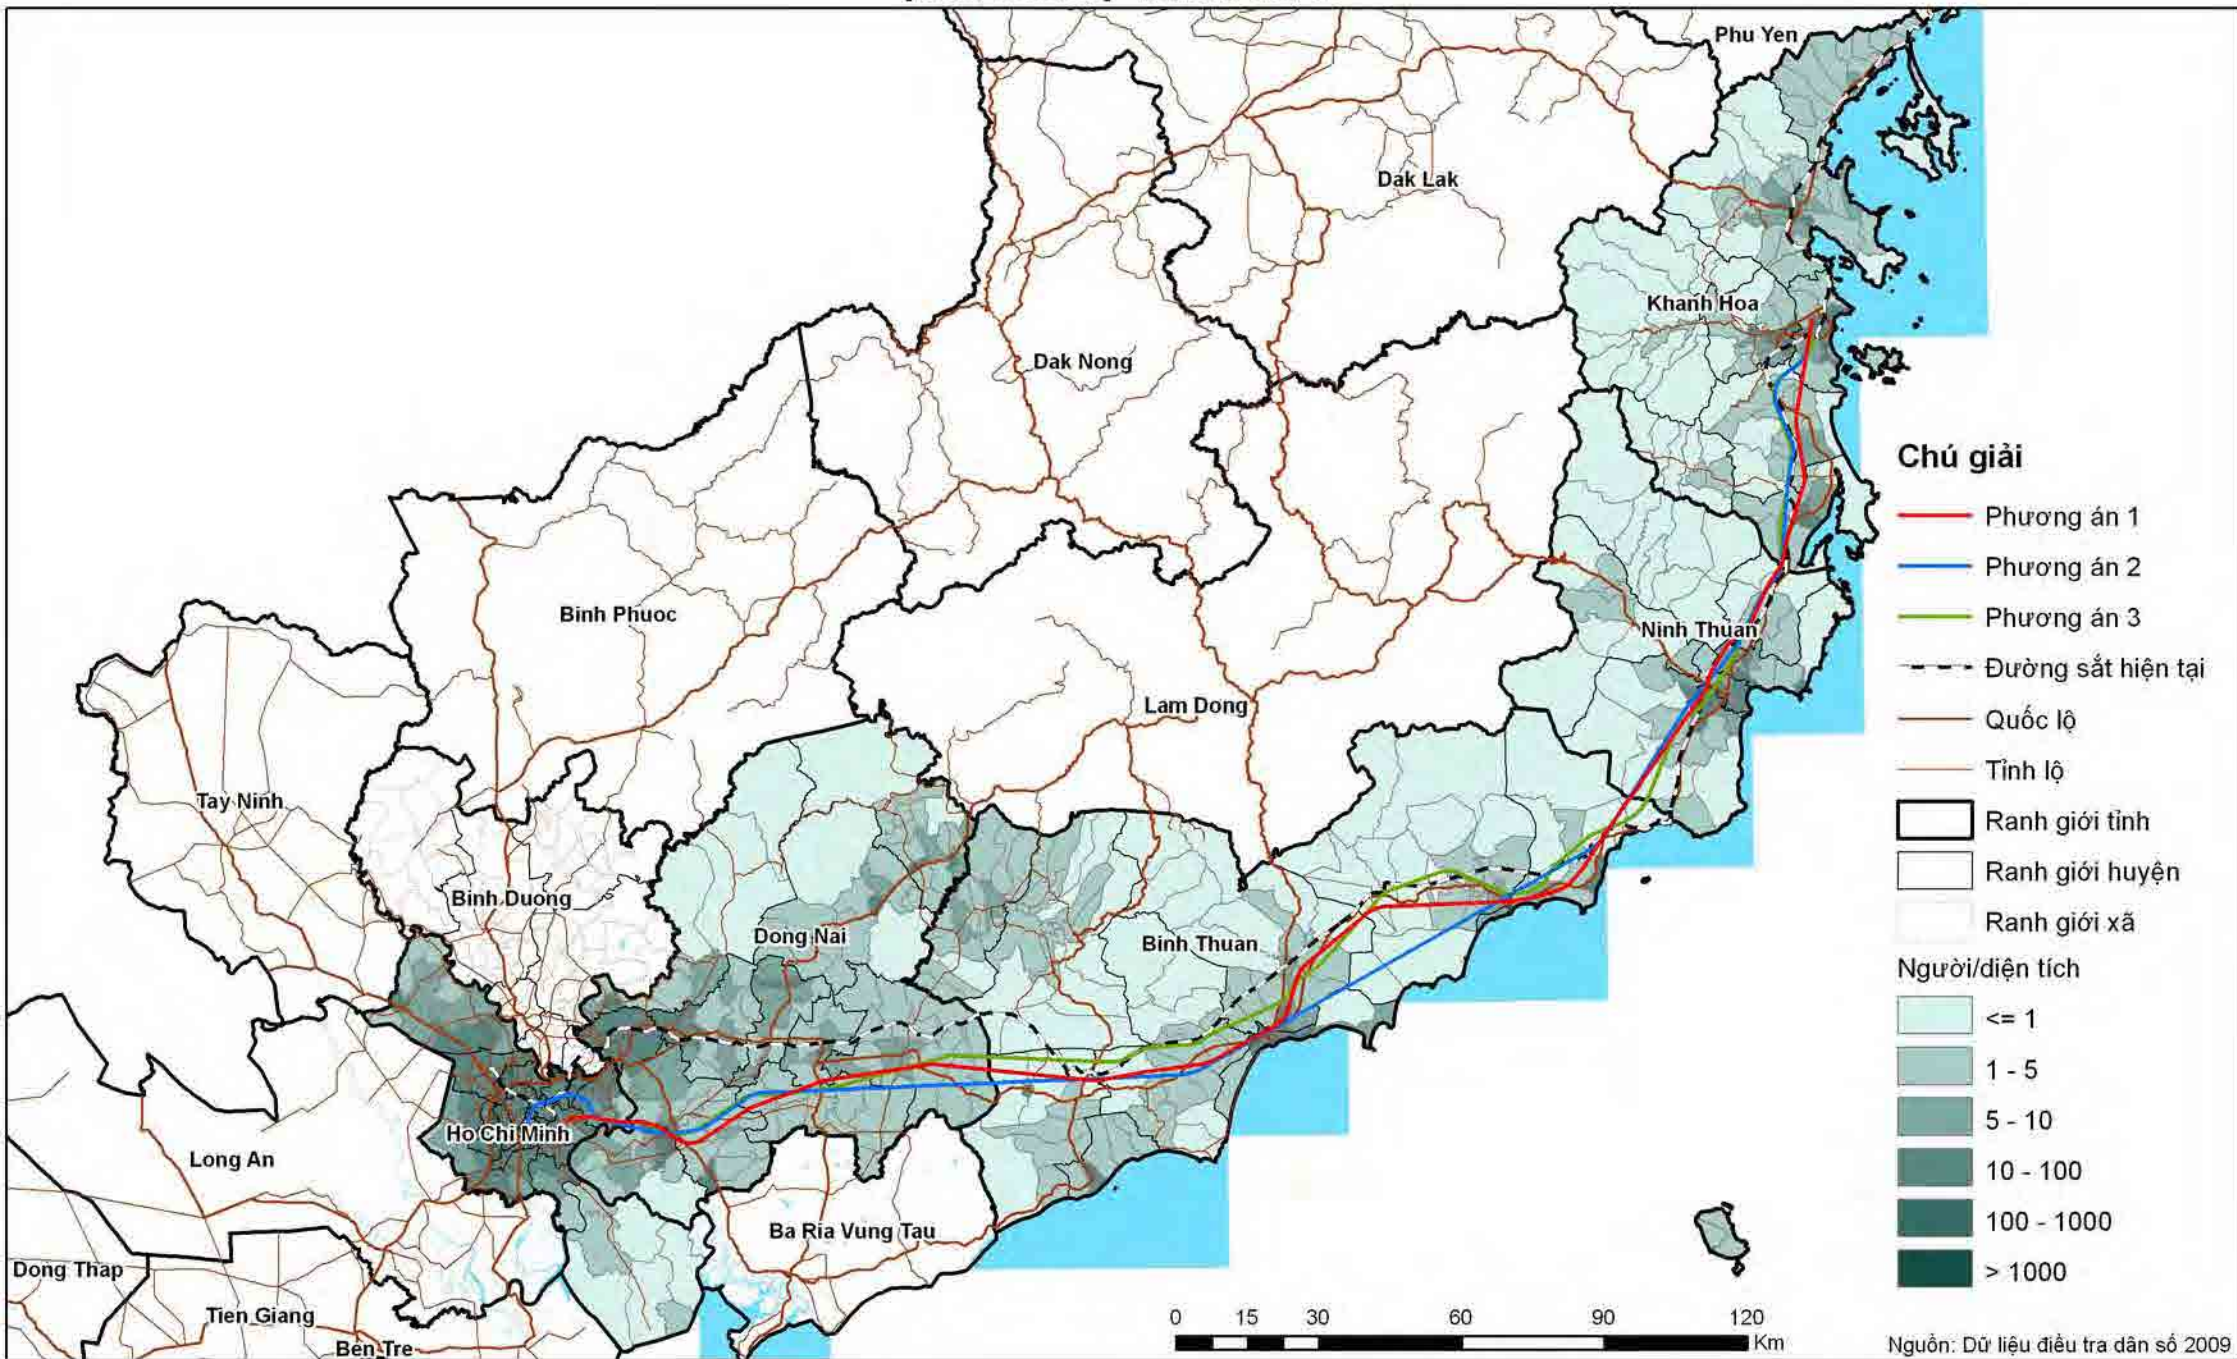 Phu Yen
Dak Lak
Khanh Hoa
Dak Nong
Binh Phuoc
Ninh Thuan
Lam Dong
Tay Ninh
Binh Duong
Dong Nai
Binh Thuan
Ho Chi Minh
Long An
Ba Ria Vung Tau
Dong Thap
Tien Giang
Ben Tre
Chú giải
Phương án 1
Phương án 2
Phương án 3
Đường sắt hiện tại
Quốc lộ
Tỉnh lộ
Ranh giới tỉnh
Ranh giới huyện
Ranh giới xã
Người/diện tích
<= 1
1 - 5
5 - 10
10 - 100
100 - 1000
> 1000
0 15 30 60 90 120
Km
Nguồn: Dữ liệu điều tra dân số 2009